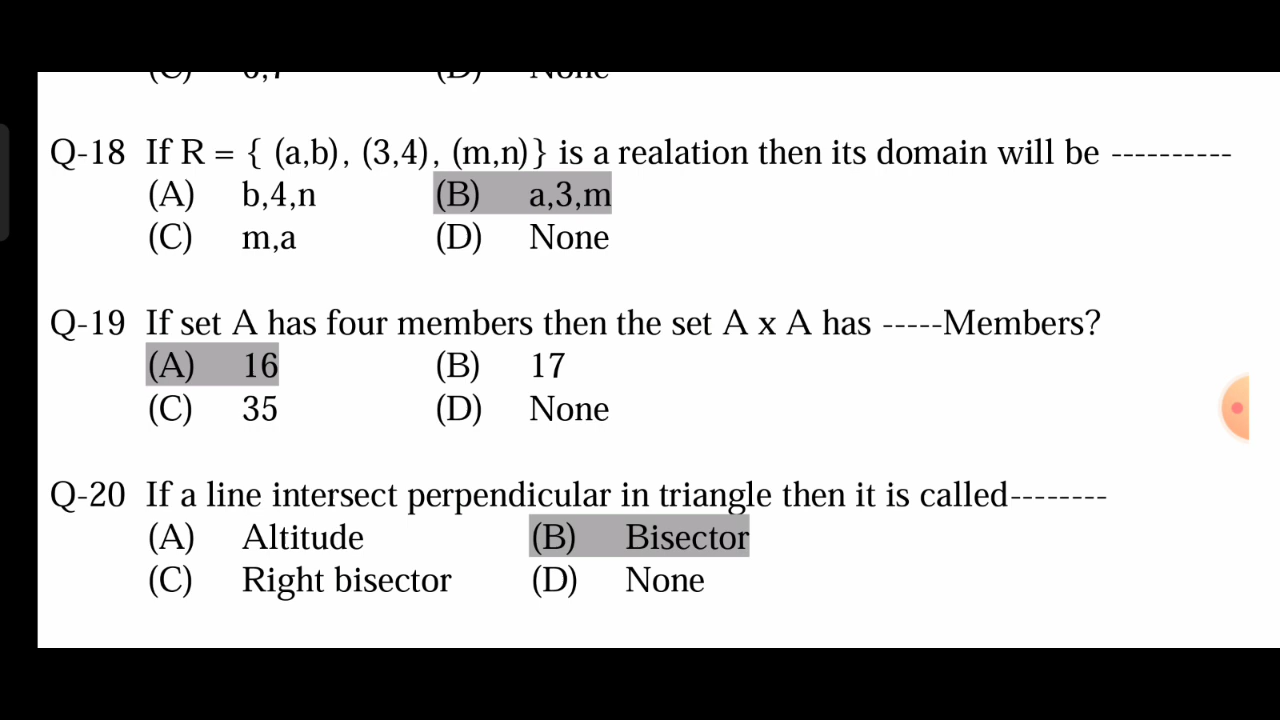 Q-18 If R = { (a,b), (3,4), (m,n)} is a realation then its domain will be ----------
(A) b,4,n (B) a,3,m
(C) m,a (D) None
Q-19 If set A has four members then the set A x A has -----Members?
(A) 16 (B) 17
(C) 35 (D) None
Q-20 If a line intersect perpendicular in triangle then it is called--------
(A) Altitude (B) Bisector
(C) Right bisector (D) None